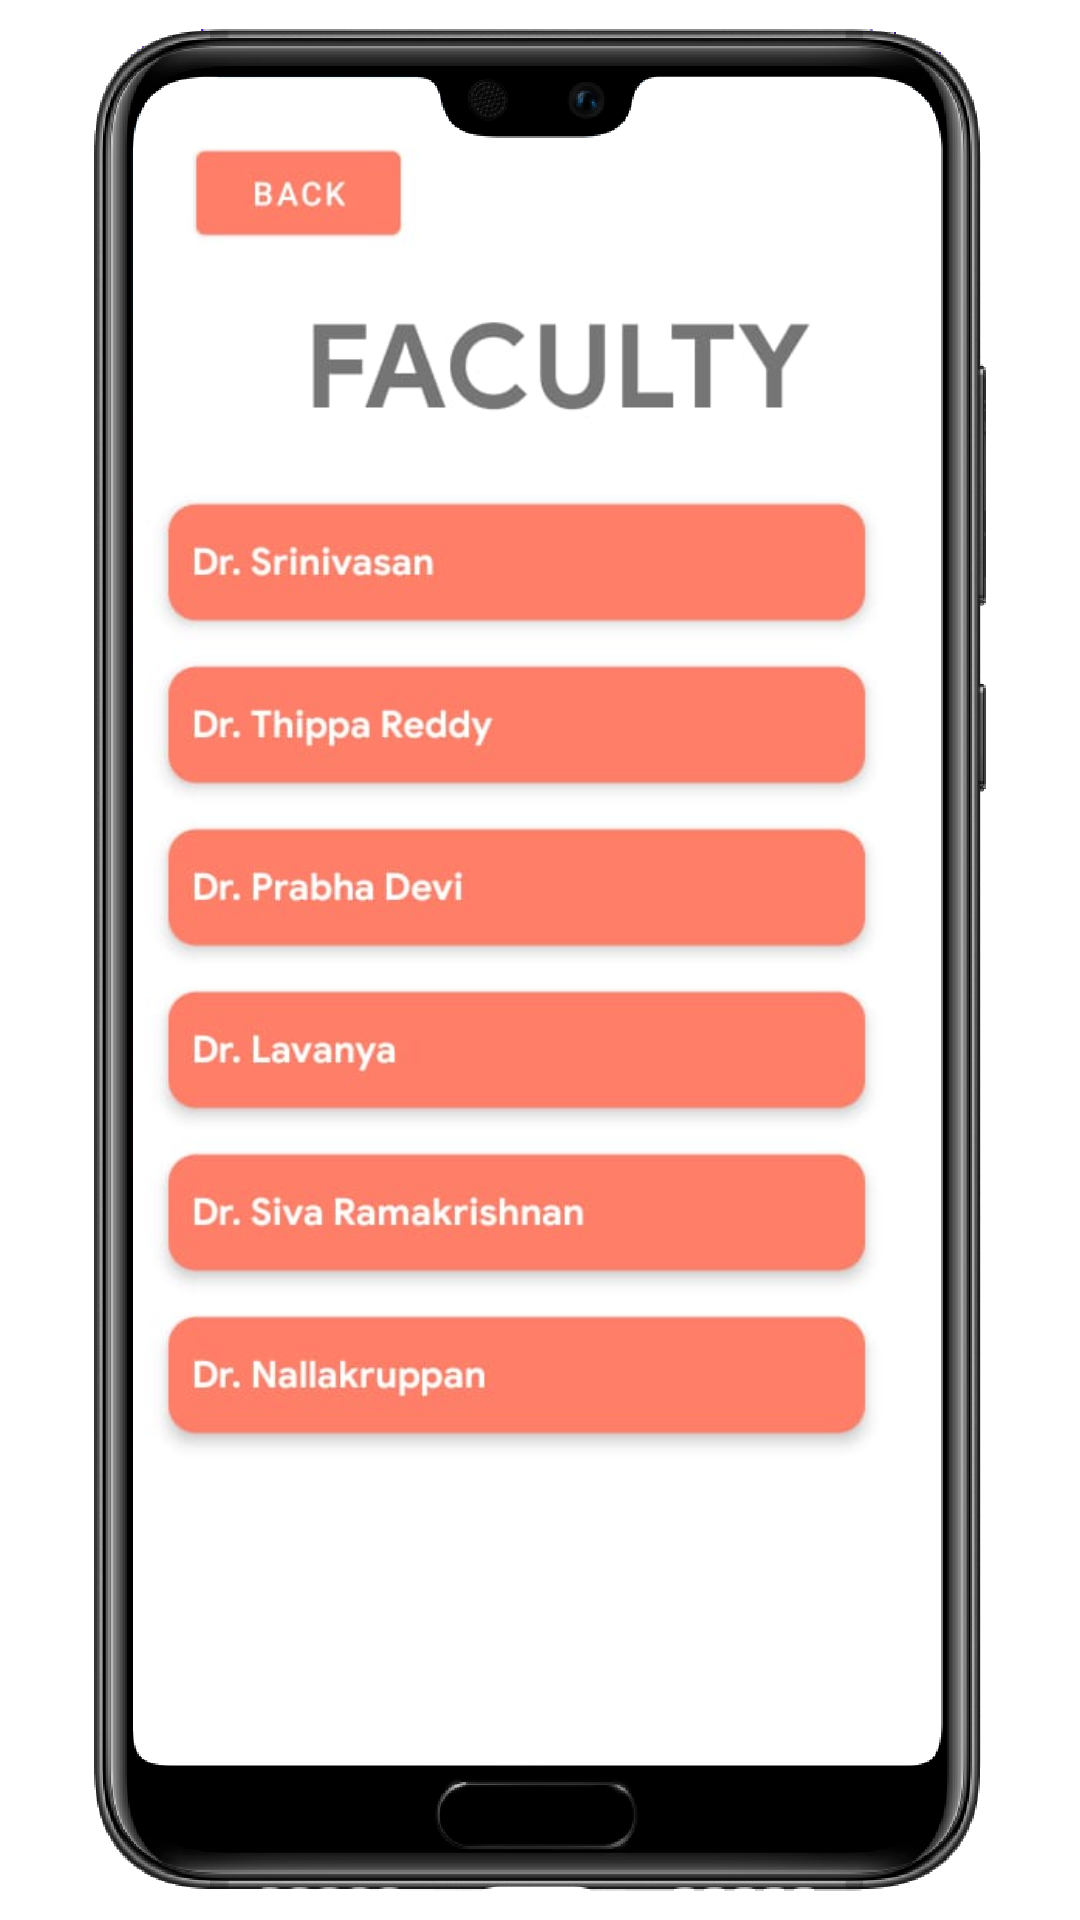 BACK
FACULTY
Dr. Srinivasan
Dr. Thippa Reddy
Dr. Prabha Devi
Dr. Lavanya
Dr. Siva Ramakrishnan
Dr. Nallakruppan